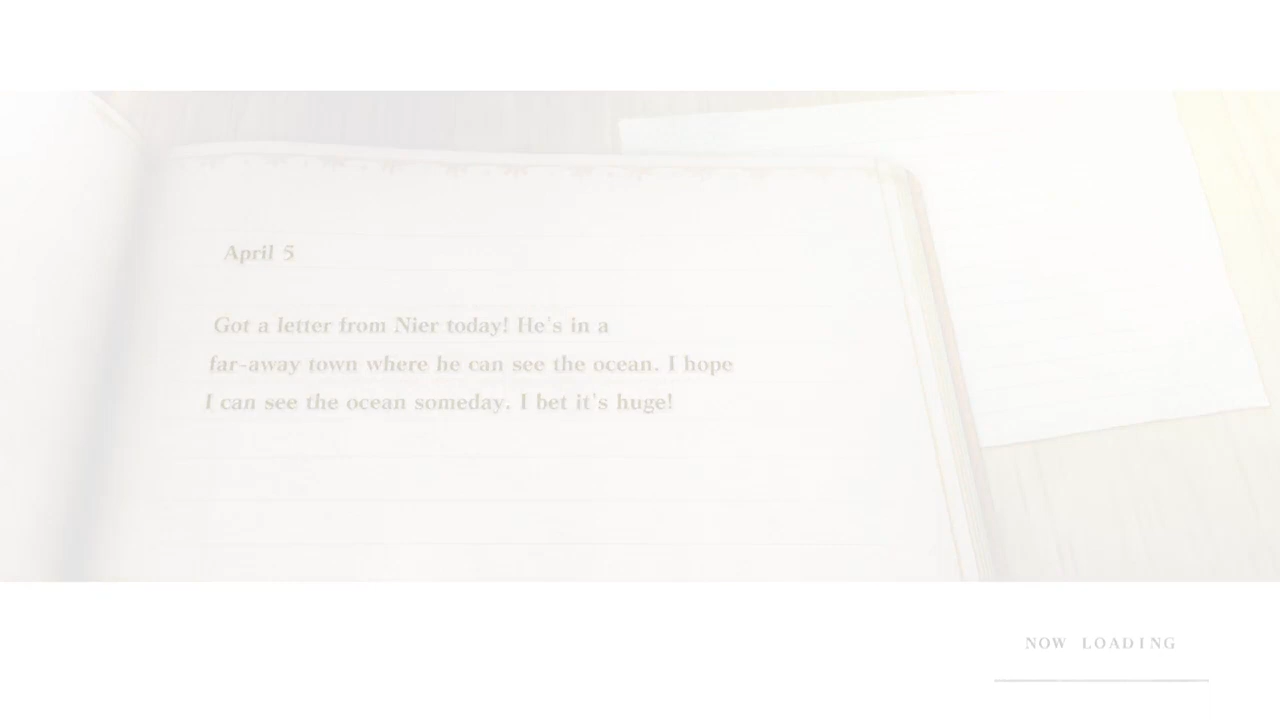 April 5
Got a letter from Nier today! He's in a
far-away town where he can see the ocean. I hope
I can see the ocean someday. I bet it's huge!
NOW LOADING